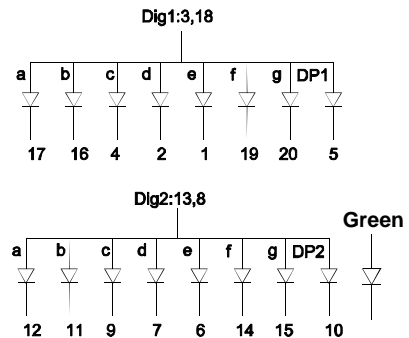 Dig1:3,18
a b c d e f g DP1
17 16 4 2 1 19 20 5
Dig2:13,8
Green
a b c d e f g DP2
12 11 9 7 6 14 15 10